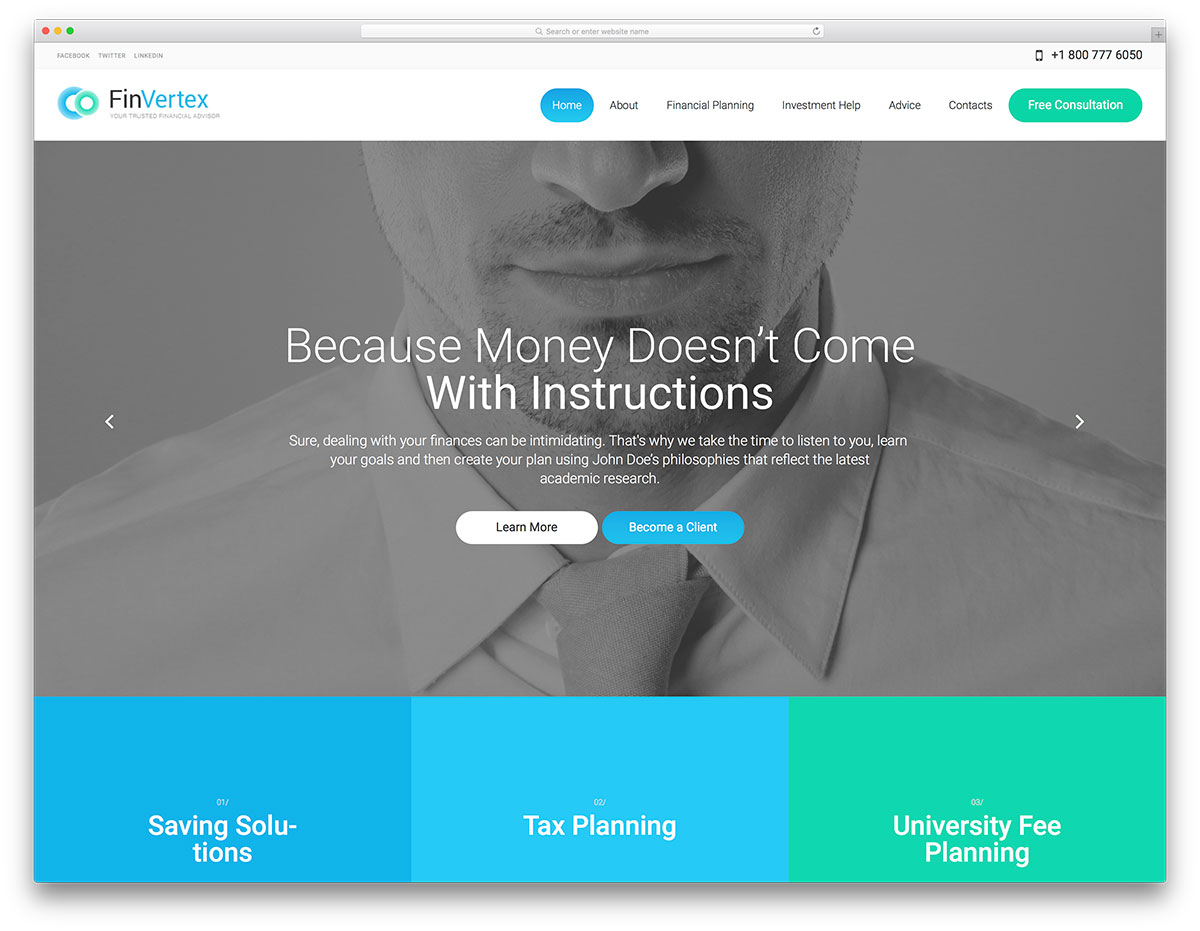 Search or enter website name
FACEBOOK TWITTER LINKEDIN
+1 800 777 6050
FinVertex
YOUR TRUSTED FINANCIAL ADVISOR
Home About Financial Planning Investment Help Advice Contacts Free Consultation
Because Money Doesn’t Come
With Instructions
Sure, dealing with your finances can be intimidating. That's why we take the time to listen to you, learn
your goals and then create your plan using John Doe’s philosophies that reflect the latest
academic research.
Learn More Become a Client
01/
Saving Solu-
tions
02/
Tax Planning
03/
University Fee
Planning